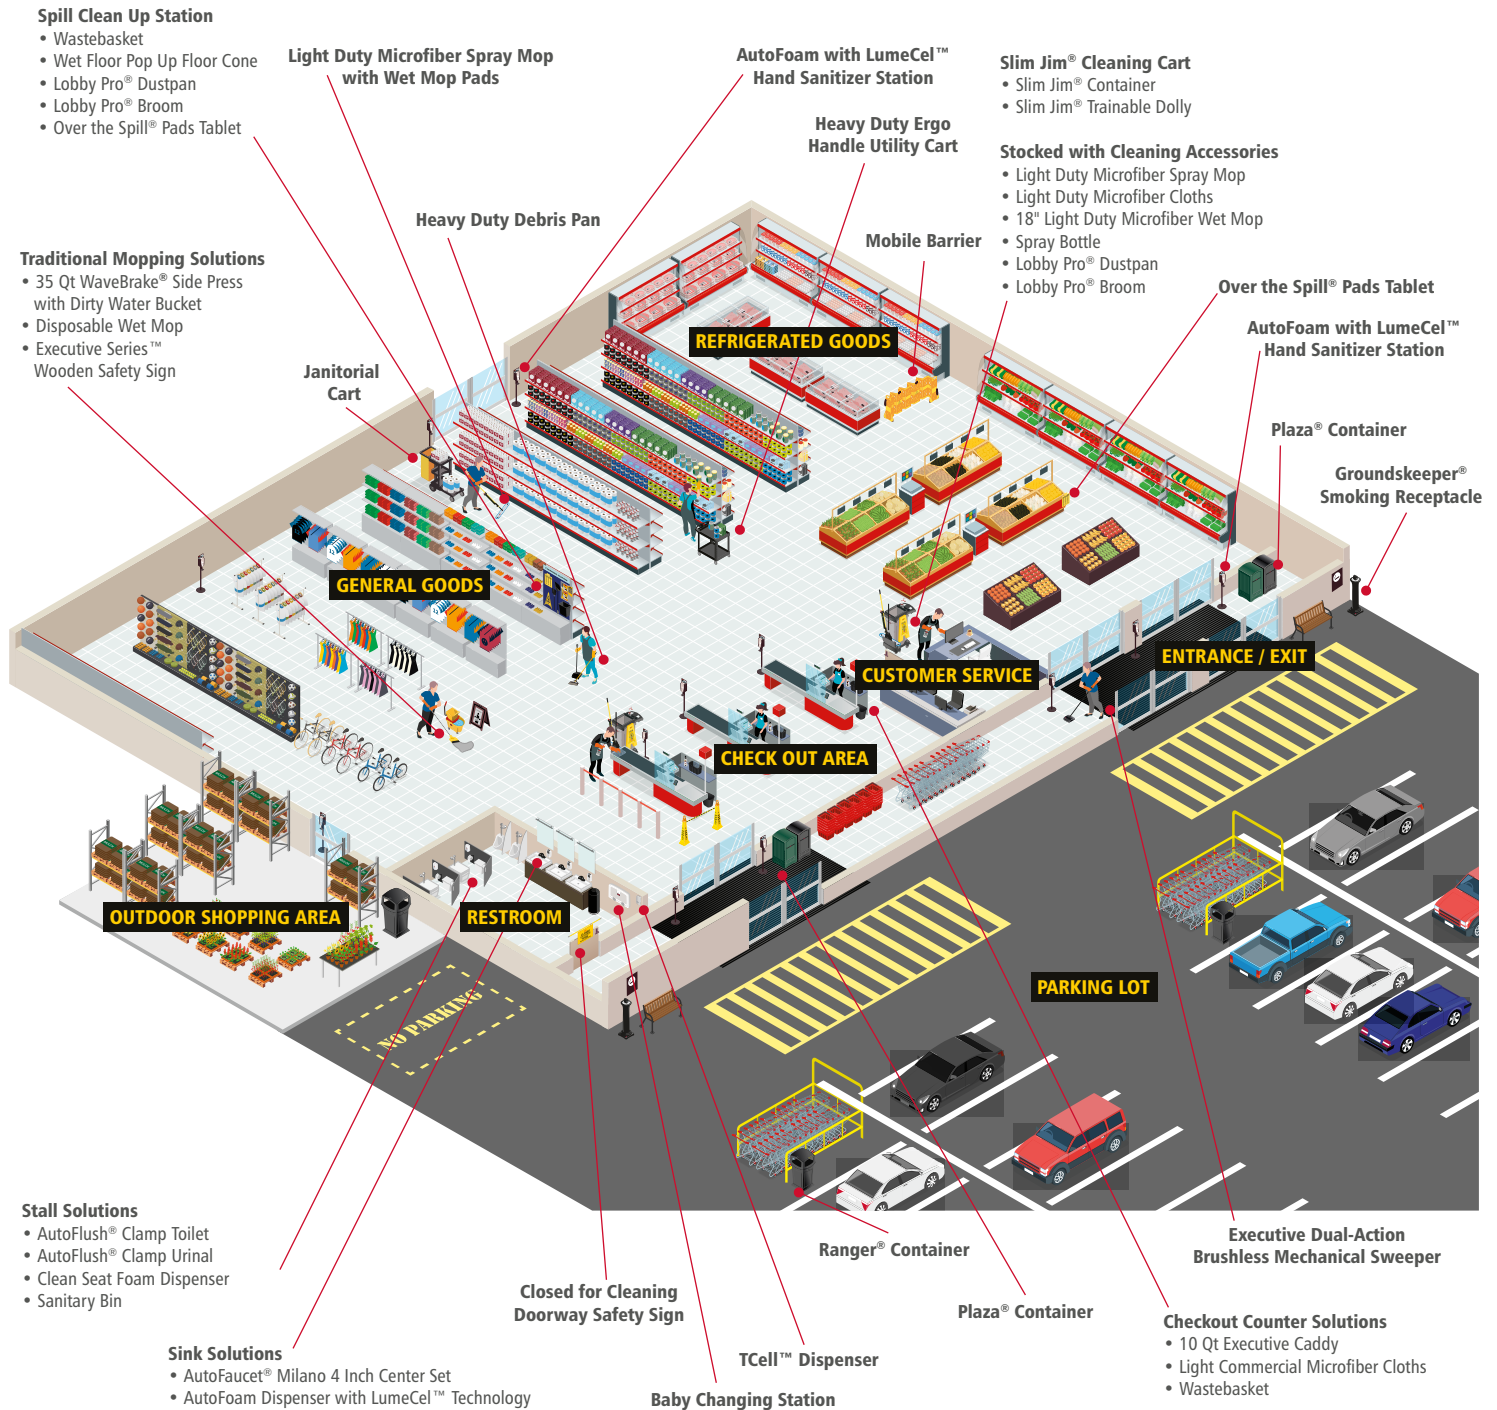 Spill Clean Up Station
• Wastebasket
• Wet Floor Pop Up Floor Cone
• Lobby Pro® Dustpan
• Lobby Pro® Broom
• Over the Spill® Pads Tablet
Light Duty Microfiber Spray Mop
with Wet Mop Pads
AutoFoam with LumeCel™
Hand Sanitizer Station
Heavy Duty Ergo
Handle Utility Cart
Slim Jim® Cleaning Cart
• Slim Jim® Container
• Slim Jim® Trainable Dolly
Stocked with Cleaning Accessories
• Light Duty Microfiber Spray Mop
• Light Duty Microfiber Cloths
• 18" Light Duty Microfiber Wet Mop
• Spray Bottle
• Lobby Pro® Dustpan
• Lobby Pro® Broom
Heavy Duty Debris Pan
Mobile Barrier
Traditional Mopping Solutions
• 35 Qt WaveBrake® Side Press
with Dirty Water Bucket
• Disposable Wet Mop
• Executive Series™
Wooden Safety Sign
Janitorial
Cart
Over the Spill® Pads Tablet
AutoFoam with LumeCel™
Hand Sanitizer Station
Plaza® Container
Groundskeeper®
Smoking Receptacle
REFRIGERATED GOODS
GENERAL GOODS
ENTRANCE / EXIT
CUSTOMER SERVICE
CHECK OUT AREA
OUTDOOR SHOPPING AREA
RESTROOM
PARKING LOT
NO PARKING
Stall Solutions
• AutoFlush® Clamp Toilet
• AutoFlush® Clamp Urinal
• Clean Seat Foam Dispenser
• Sanitary Bin
Sink Solutions
• AutoFaucet® Milano 4 Inch Center Set
• AutoFoam Dispenser with LumeCel™ Technology
Closed for Cleaning
Doorway Safety Sign
TCell™ Dispenser
Baby Changing Station
Ranger® Container
Plaza® Container
Executive Dual-Action
Brushless Mechanical Sweeper
Checkout Counter Solutions
• 10 Qt Executive Caddy
• Light Commercial Microfiber Cloths
• Wastebasket